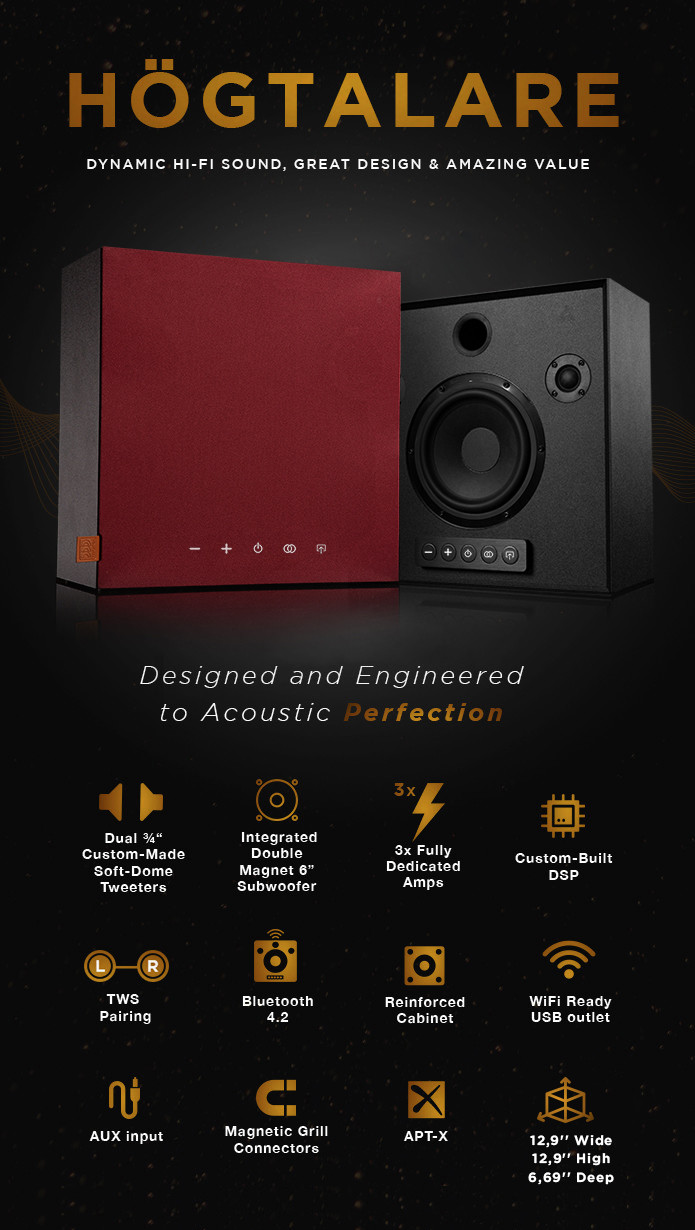 HÖGTALARE
DYNAMIC HI-FI SOUND, GREAT DESIGN & AMAZING VALUE
Designed and Engineered
to Acoustic Perfection
Dual ¾“
Custom-Made
Soft-Dome
Tweeters
Integrated
Double
Magnet 6”
Subwoofer
3x
3x Fully
Dedicated
Amps
Custom-Built
DSP
L R
TWS
Pairing
Bluetooth
4.2
Reinforced
Cabinet
WiFi Ready
USB outlet
AUX input
Magnetic Grill
Connectors
APT-X
12,9’’ Wide
12,9’’ High
6,69’’ Deep